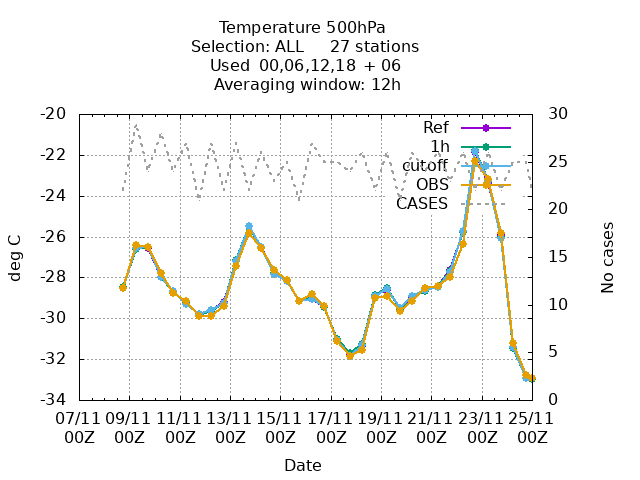 Temperature 500hPa
Selection: ALL 27 stations
Used 00,06,12,18 + 06
Averaging window: 12h
-20 30
Ref
1h
-22 25
cutoff
OBS
-24 CASES
20
-26
deg C No cases
15
-28
10
-30
-32 5
-34 0
07/11 09/11 11/11 13/11 15/11 17/11 19/11 21/11 23/11 25/11
00Z 00Z 00Z 00Z 00Z 00Z 00Z 00Z 00Z 00Z
Date